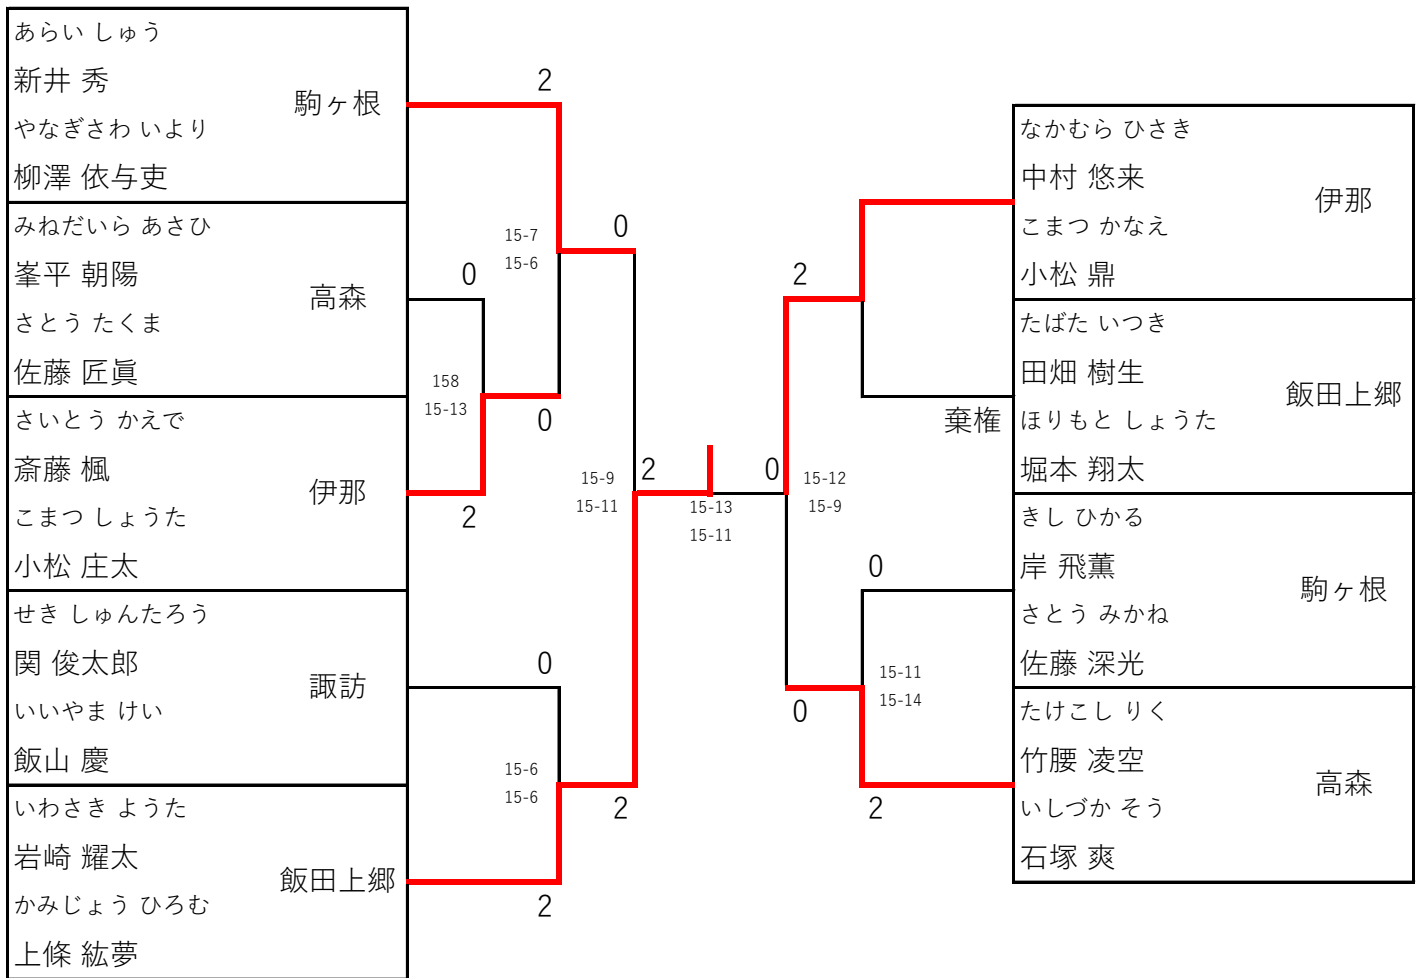 あらい しゅう
新井 秀
駒ヶ根
やなぎさわ いより
柳澤 依与吏
みねだいら あさひ
峯平 朝陽
高森
さとう たくま
佐藤 匠眞
さいとう かえで
斎藤 楓
伊那
こまつ しょうた
小松 庄太
せき しゅんたろう
関 俊太郎
諏訪
いいやま けい
飯山 慶
いわさき ようた
岩崎 耀太
飯田上郷
かみじょう ひろむ
上條 紘夢
2
15-7
15-6
0
0
158
15-13
0
2
15-9
15-11
2
0
15-6
15-6
2
2
15-13
15-11
0
2
15-12
15-9
棄権
0
15-11
15-14
0
2
なかむら ひさき
中村 悠来
伊那
こまつ かなえ
小松 鼎
たばた いつき
田畑 樹生
飯田上郷
ほりもと しょうた
堀本 翔太
きし ひかる
岸 飛薫
駒ヶ根
さとう みかね
佐藤 深光
たけこし りく
竹腰 凌空
高森
いしづか そう
石塚 爽